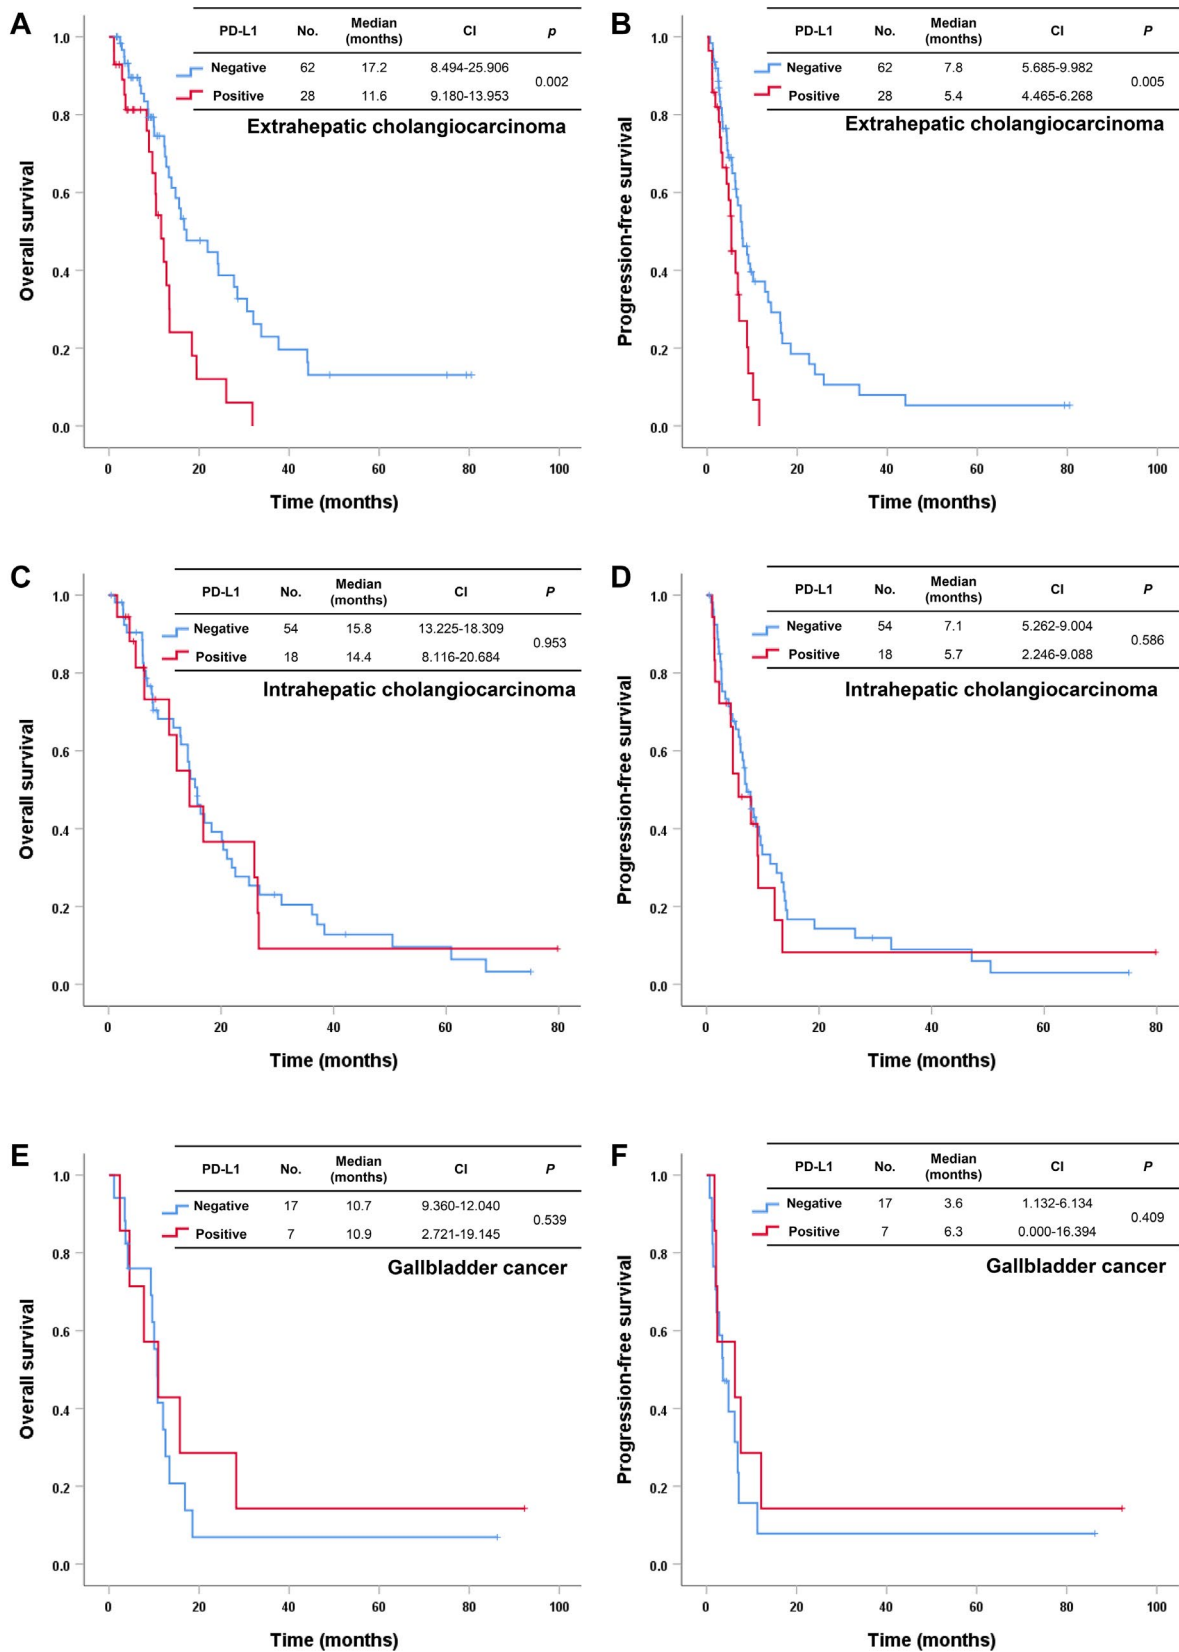 A
PD-L1 No. Median (months) CI p
Negative 62 17.2 8.494-25.906
0.002
Positive 28 11.6 9.180-13.953
Extrahepatic cholangiocarcinoma
Overall survival
1.0
0.8
0.6
0.4
0.2
0.0
0 20 40 60 80 100
Time (months)
B
PD-L1 No. Median (months) CI P
Negative 62 7.8 5.685-9.982
0.005
Positive 28 5.4 4.465-6.268
Extrahepatic cholangiocarcinoma
Progression-free survival
1.0
0.8
0.6
0.4
0.2
0.0
0 20 40 60 80 100
Time (months)
C
PD-L1 No. Median (months) CI P
Negative 54 15.8 13.225-18.309
0.953
Positive 18 14.4 8.116-20.684
Intrahepatic cholangiocarcinoma
Overall survival
1.0
0.8
0.6
0.4
0.2
0.0
0 20 40 60 80
Time (months)
D
PD-L1 No. Median (months) CI P
Negative 54 7.1 5.262-9.004
0.586
Positive 18 5.7 2.246-9.088
Intrahepatic cholangiocarcinoma
Progression-free survival
1.0
0.8
0.6
0.4
0.2
0.0
0 20 40 60 80
Time (months)
E
PD-L1 No. Median (months) CI P
Negative 17 10.7 9.360-12.040
0.539
Positive 7 10.9 2.721-19.145
Gallbladder cancer
Overall survival
1.0
0.8
0.6
0.4
0.2
0.0
0 20 40 60 80 100
Time (months)
F
PD-L1 No. Median (months) CI P
Negative 17 3.6 1.132-6.134
0.409
Positive 7 6.3 0.000-16.394
Gallbladder cancer
Progression-free survival
1.0
0.8
0.6
0.4
0.2
0.0
0 20 40 60 80 100
Time (months)